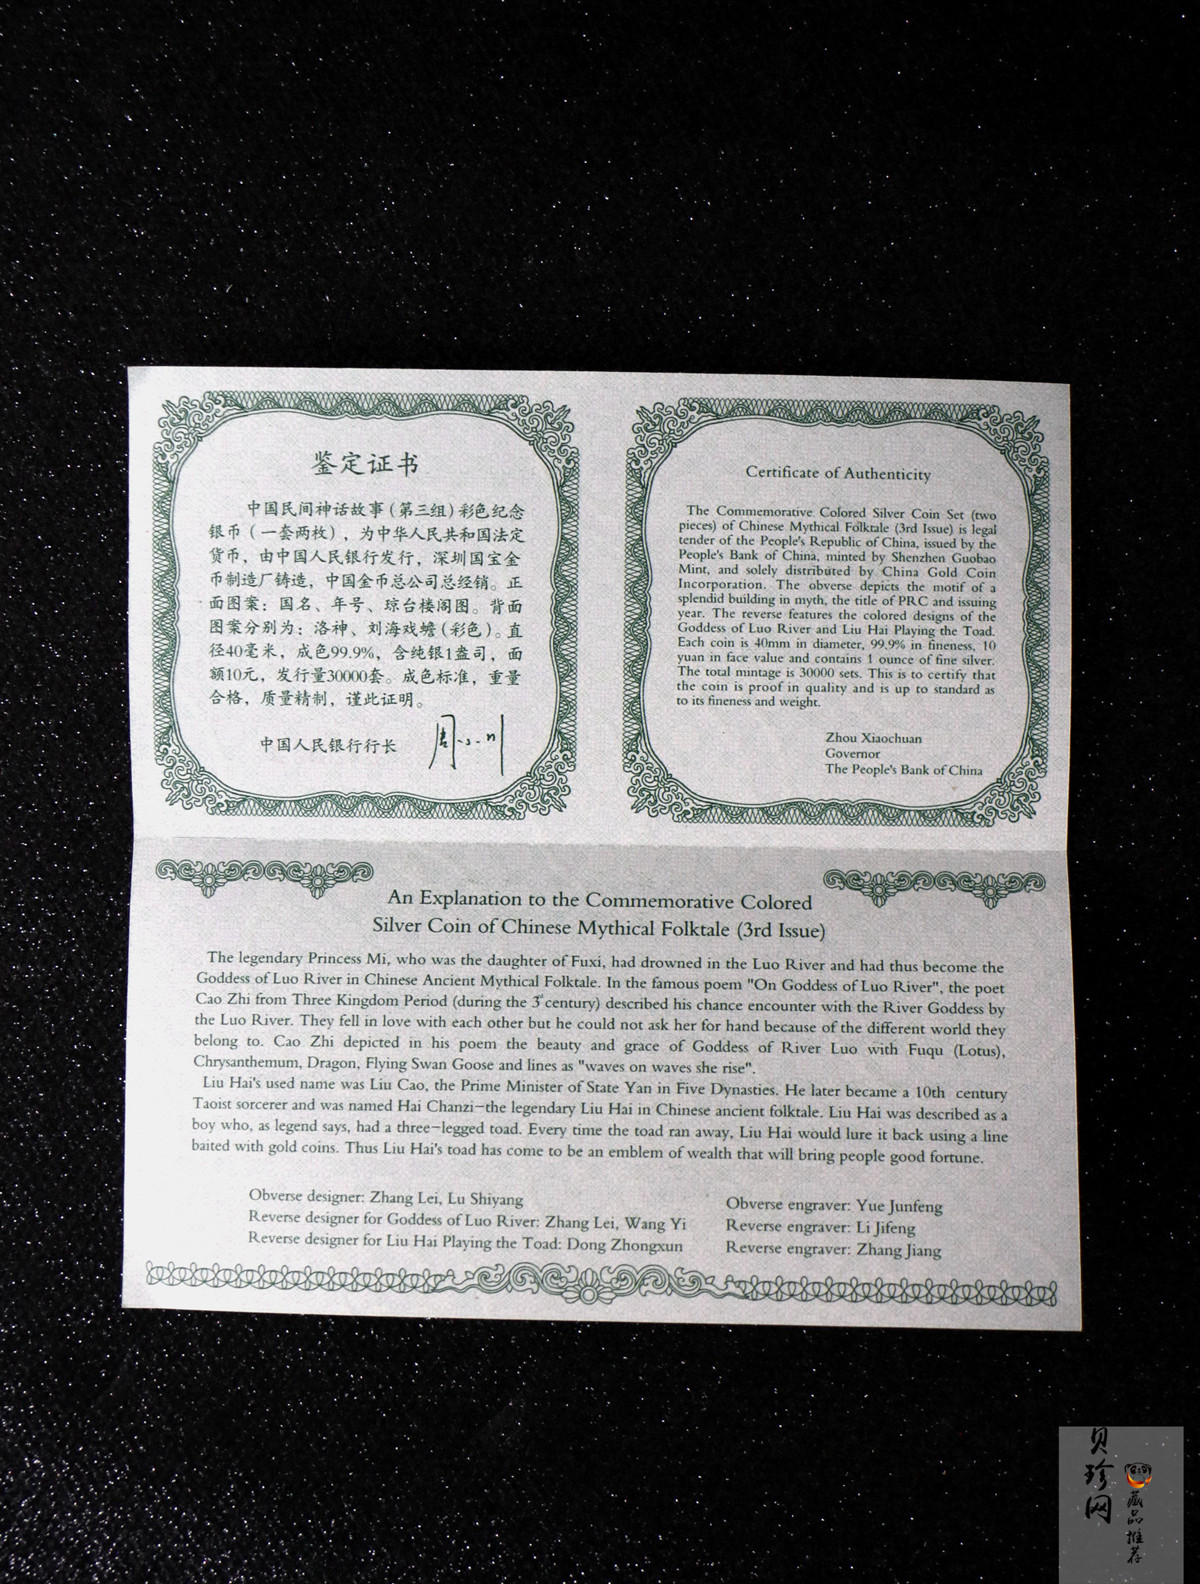 鉴定证书
中国民间神话故事（第三组）彩色纪念
银币（一套两枚），为中华人民共和国法定
货币，由中国人民银行发行，深圳国宝金
币制造厂铸造，中国金币总公司总经销。正
面图案：国名、年号、琼台楼阁图。背面
图案分别为：洛神、刘海戏蟾（彩色）。直
径40毫米，成色99.9%，含纯银1盎司，面
额10元，发行量30000套。成色标准，重量
合格，质量精制，谨此证明。
中国人民银行行长 周小川
Certificate of Authenticity
The Commemorative Colored Silver Coin Set (two
pieces) of Chinese Mythical Folktale (3rd Issue) is legal
tender of the People's Republic of China, issued by the
People's Bank of China, minted by Shenzhen Guobao
Mint, and solely distributed by China Gold Coin
Incorporation. The obverse depicts the motif of a
splendid building in myth, the title of PRC and issuing
year. The reverse features the colored designs of the
Goddess of Luo River and Liu Hai Playing the Toad.
Each coin is 40mm in diameter, 99.9% in fineness, 10
yuan in face value and contains 1 ounce of fine silver.
The total mintage is 30000 sets. This is to certify that
the coin is proof in quality and is up to standard as
to its fineness and weight.
Zhou Xiaochuan
Governor
The People's Bank of China
An Explanation to the Commemorative Colored
Silver Coin of Chinese Mythical Folktale (3rd Issue)
The legendary Princess Mi, who was the daughter of Fuxi, had drowned in the Luo River and had thus become the
Goddess of Luo River in Chinese Ancient Mythical Folktale. In the famous poem "On Goddess of Luo River", the poet
Cao Zhi from Three Kingdom Period (during the 3rd century) described his chance encounter with the River Goddess by
the Luo River. They fell in love with each other but he could not ask her for hand because of the different world they
belong to. Cao Zhi depicted in his poem the beauty and grace of Goddess of River Luo with Fuqu (Lotus),
Chrysanthemum, Dragon, Flying Swan Goose and lines as "waves on waves she rise".
Liu Hai's used name was Liu Cao, the Prime Minister of State Yan in Five Dynasties. He later became a 10th century
Taoist sorcerer and was named Hai Chanzi-the legendary Liu Hai in Chinese ancient folktale. Liu Hai was described as a
boy who, as legend says, had a three-legged toad. Every time the toad ran away, Liu Hai would lure it back using a line
baited with gold coins. Thus Liu Hai's toad has come to be an emblem of wealth that will bring people good fortune.
Obverse designer: Zhang Lei, Lu Shiyang
Reverse designer for Goddess of Luo River: Zhang Lei, Wang Yi
Reverse designer for Liu Hai Playing the Toad: Dong Zhongxun
Obverse engraver: Yue Junfeng
Reverse engraver: Li Jifeng
Reverse engraver: Zhang Jiang
贝珍网
藏品推荐